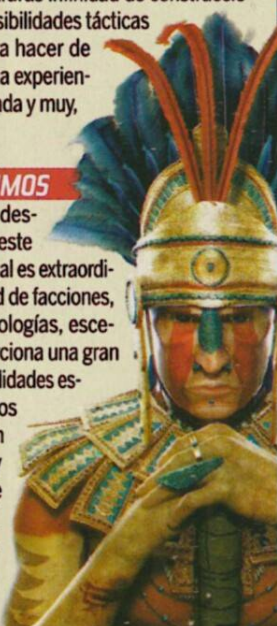 sibilidades tácticas
a hacer de
a experien-
da y muy,
MOS
des-
este
al es extraordi-
d de facciones,
ologías, esce-
ciona una gran
lidades es-
os
n
y
e